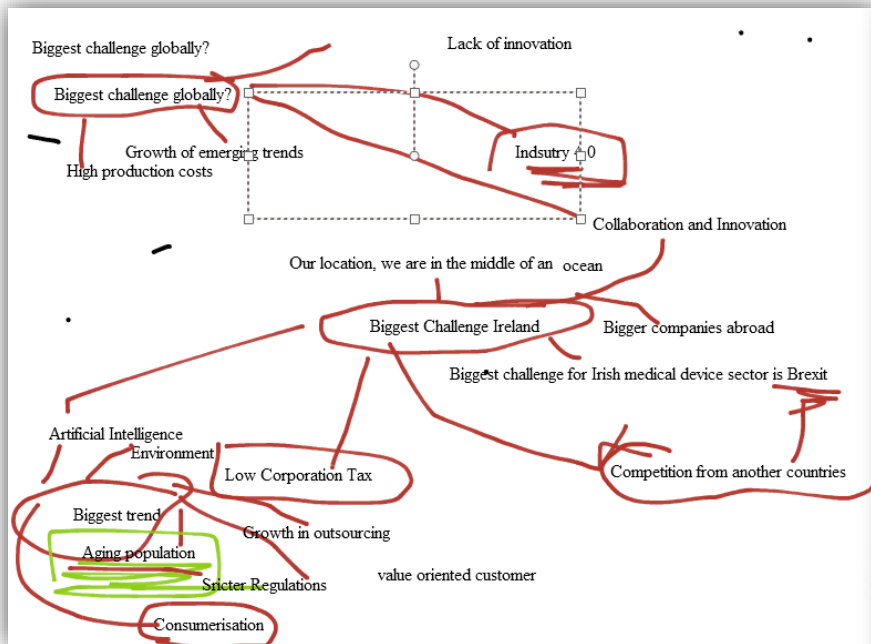 Biggest challenge globally?
Lack of innovation
Biggest challenge globally?
Growth of emerging trends
High production costs
Indsutry 4.0
Collaboration and Innovation
Our location, we are in the middle of an ocean
Biggest Challenge Ireland
Bigger companies abroad
Biggest challenge for Irish medical device sector is Brexit
Artificial Intelligence
Environment
Low Corporation Tax
Competition from another countries
Biggest trend
Growth in outsourcing
Aging population
value oriented customer
Sricter Regulations
Consumerisation